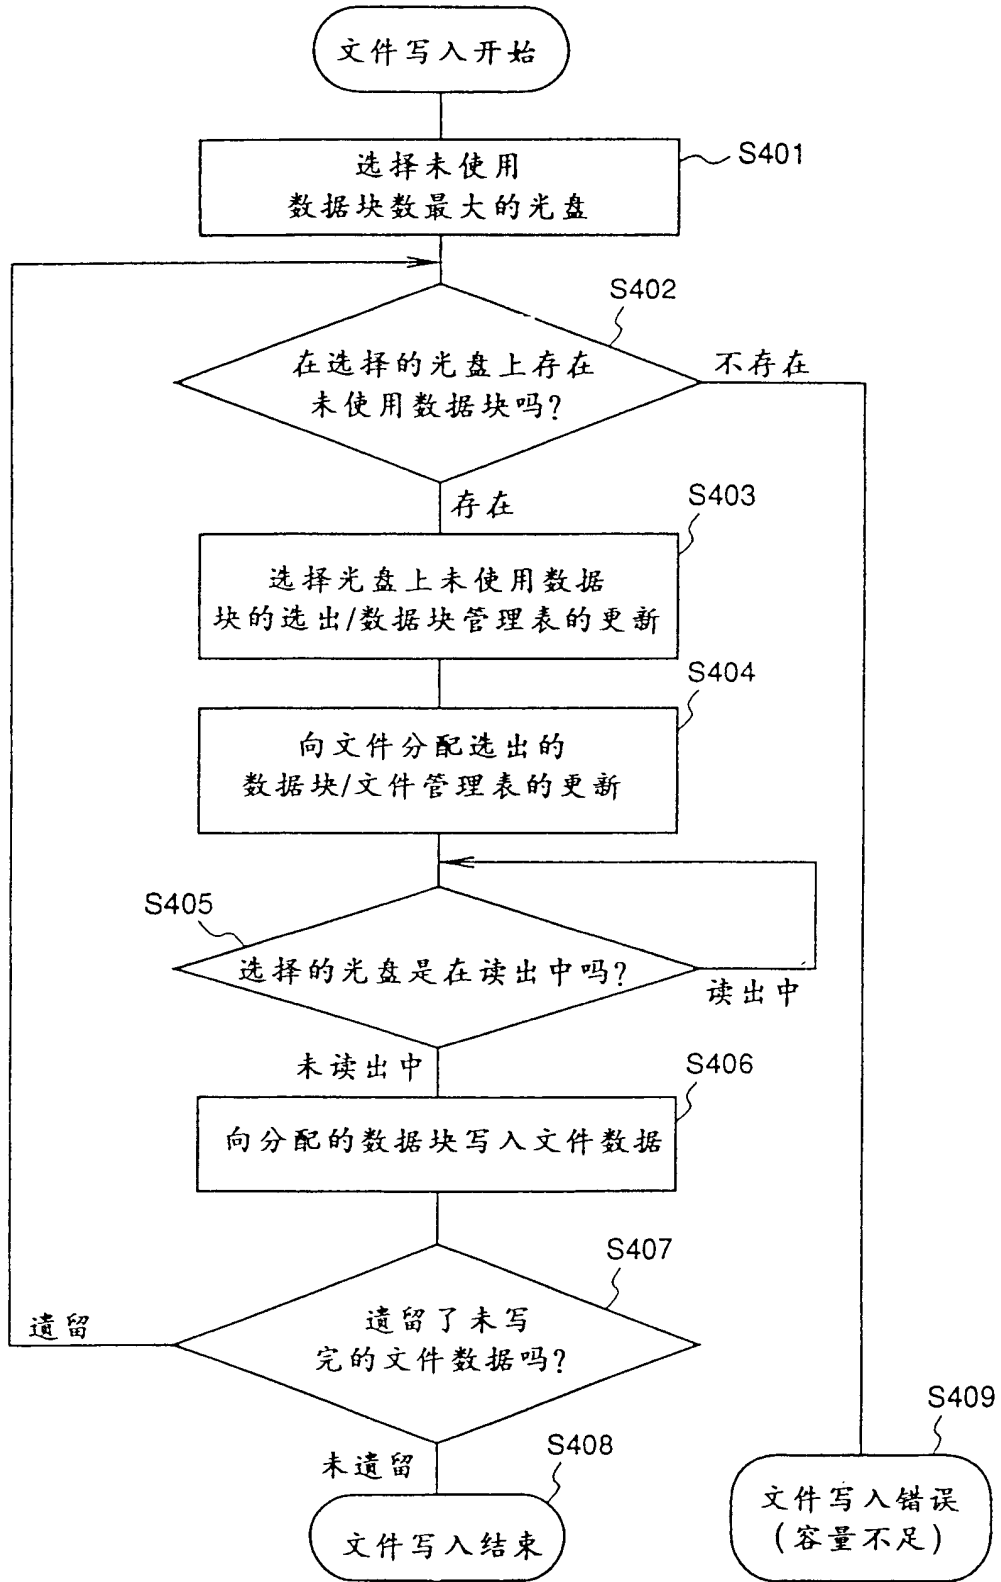 文件写入开始
S401
选择未使用
数据块数最大的光盘
S402
在选择的光盘上存在
未使用数据块吗?
不存在
存在
S403
选择光盘上未使用数据
块的选出/数据块管理表的更新
S404
向文件分配选出的
数据块/文件管理表的更新
S405
选择的光盘是在读出中吗?
读出中
未读出中
S406
向分配的数据块写入文件数据
S407
遗留了未写
完的文件数据吗?
遗留
未遗留
S408
文件写入结束
S409
文件写入错误
(容量不足)